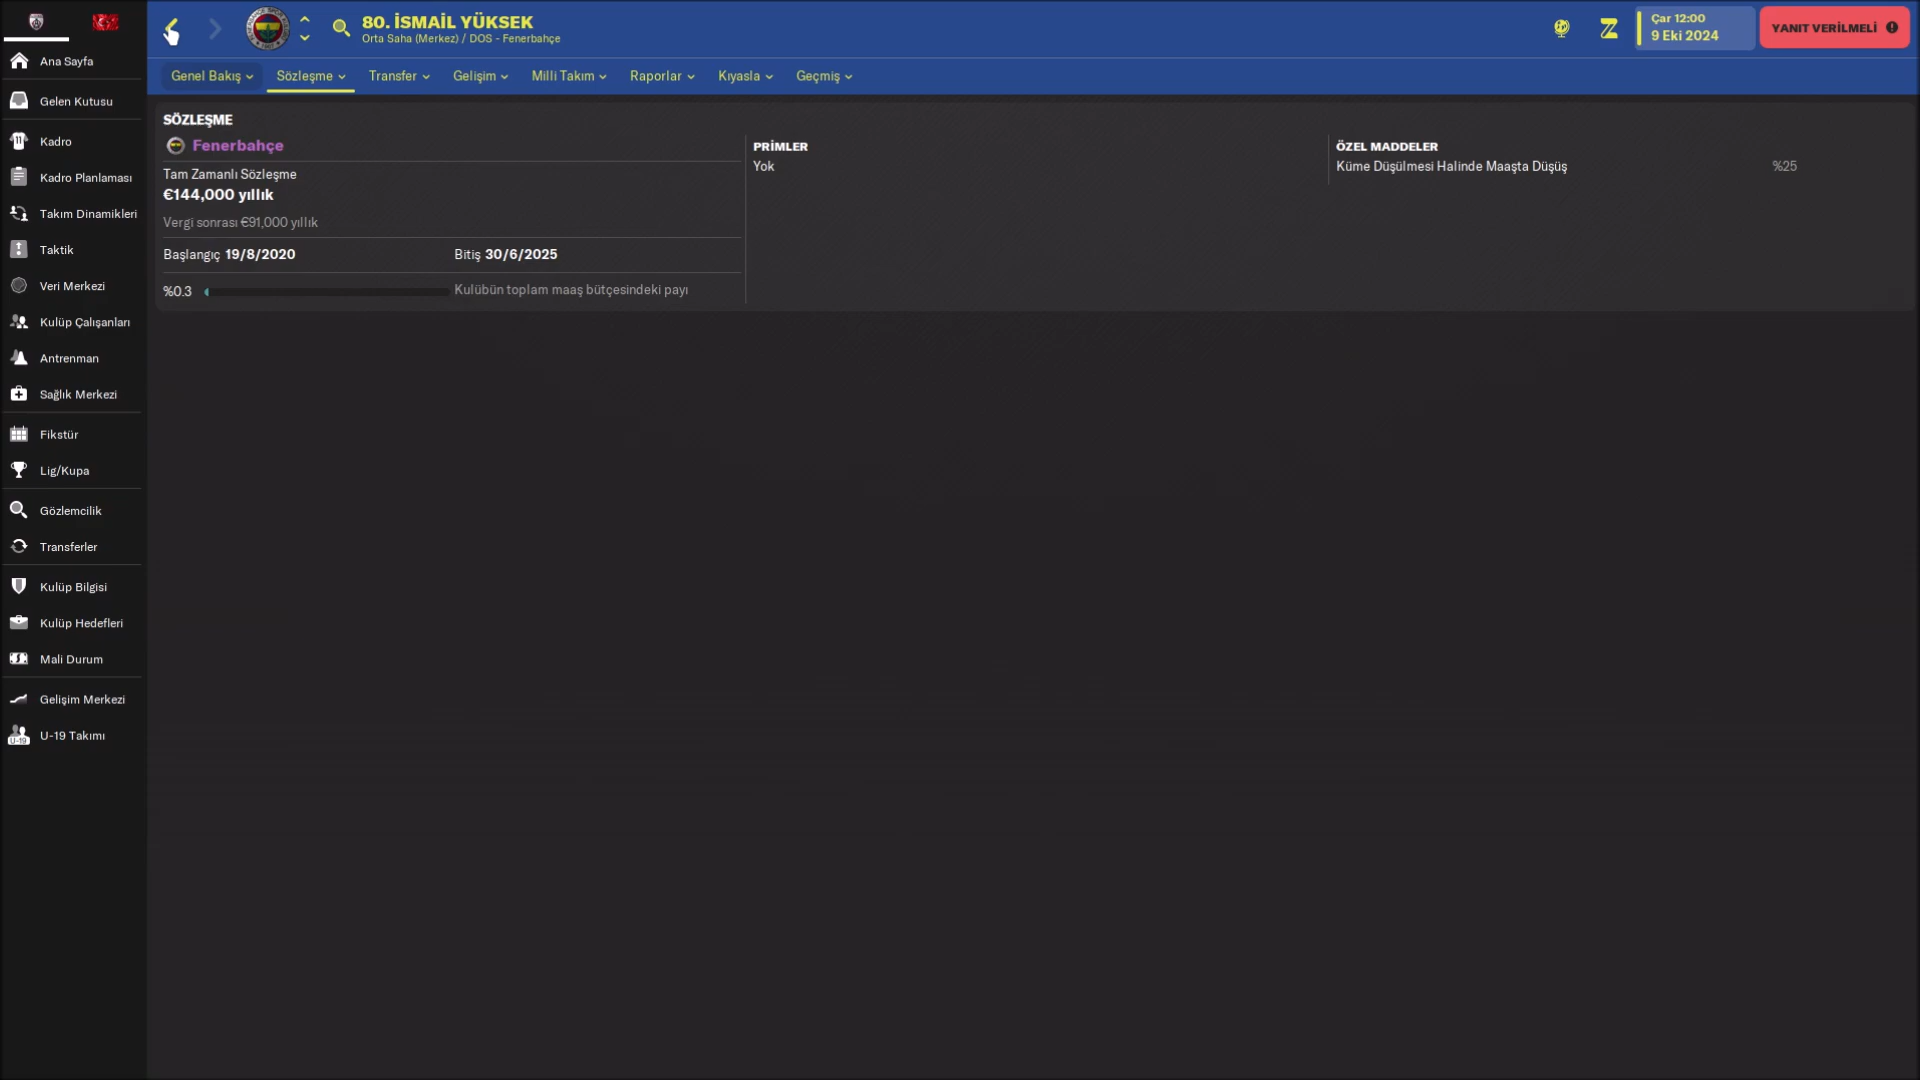 80. İSMAİL YÜKSEK
Orta Saha (Merkez) / DOS - Fenerbahçe
Çar 12:00
9 Eki 2024
YANIT VERİLMELİ
Genel Bakış
Sözleşme
Transfer
Gelişim
Milli Takım
Raporlar
Kıyasla
Geçmiş
Ana Sayfa
Gelen Kutusu
Kadro
Kadro Planlaması
Takım Dinamikleri
Taktik
Veri Merkezi
Kulüp Çalışanları
Antrenman
Sağlık Merkezi
Fikstür
Lig/Kupa
Gözlemcilik
Transferler
Kulüp Bilgisi
Kulüp Hedefleri
Mali Durum
Gelişim Merkezi
U-19 Takımı
SÖZLEŞME
Fenerbahçe
Tam Zamanlı Sözleşme
€144,000 yıllık
Vergi sonrası €91,000 yıllık
Başlangıç 19/8/2020
Bitiş 30/6/2025
%0.3
Kulübün toplam maaş bütçesindeki payı
PRİMLER
Yok
ÖZEL MADDELER
Küme Düşülmesi Halinde Maaşta Düşüş %25